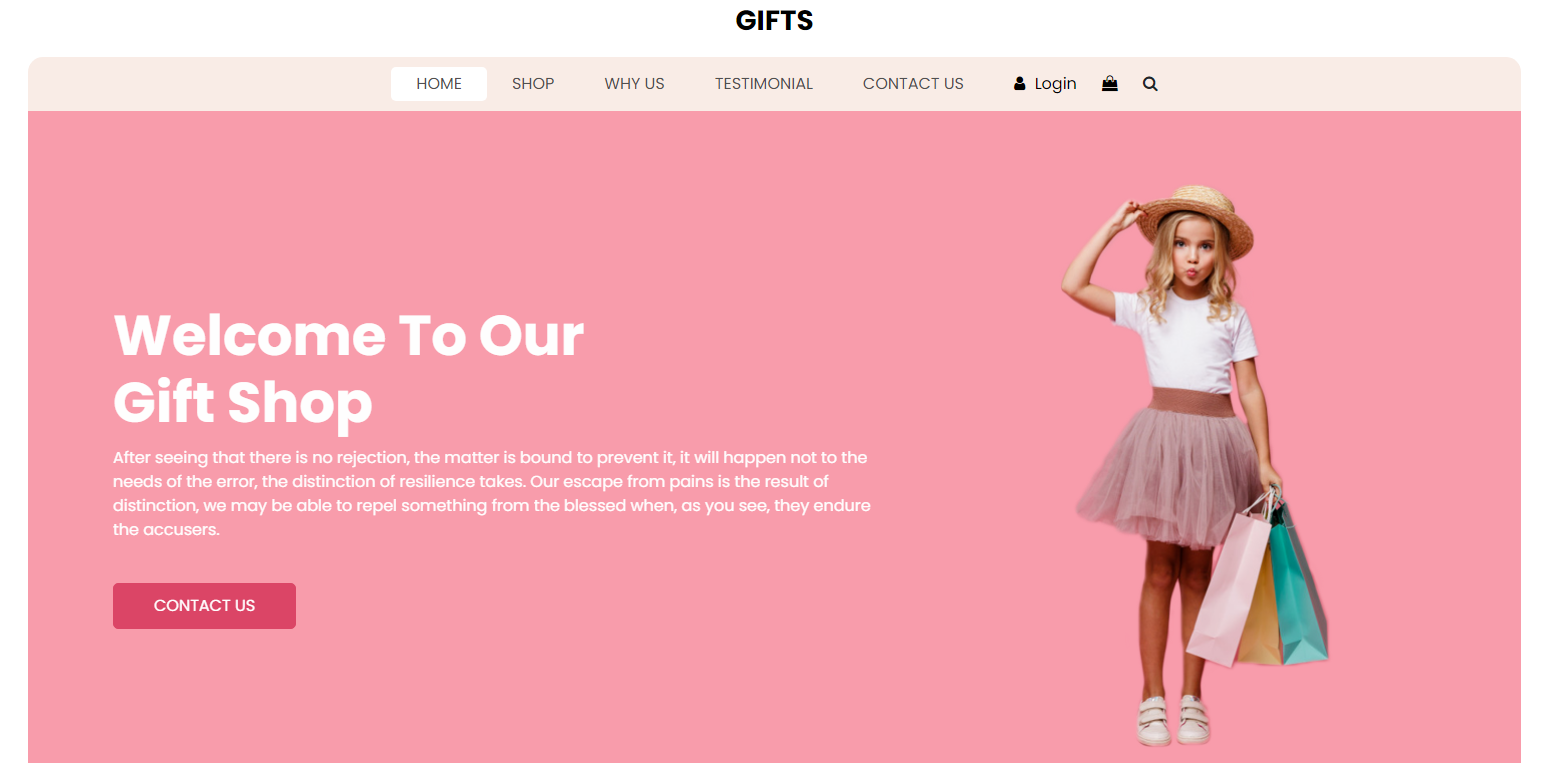 GIFTS
HOME SHOP WHY US TESTIMONIAL CONTACT US Login
Welcome To Our
Gift Shop
After seeing that there is no rejection, the matter is bound to prevent it, it will happen not to the
needs of the error, the distinction of resilience takes. Our escape from pains is the result of
distinction, we may be able to repel something from the blessed when, as you see, they endure
the accusers.
CONTACT US